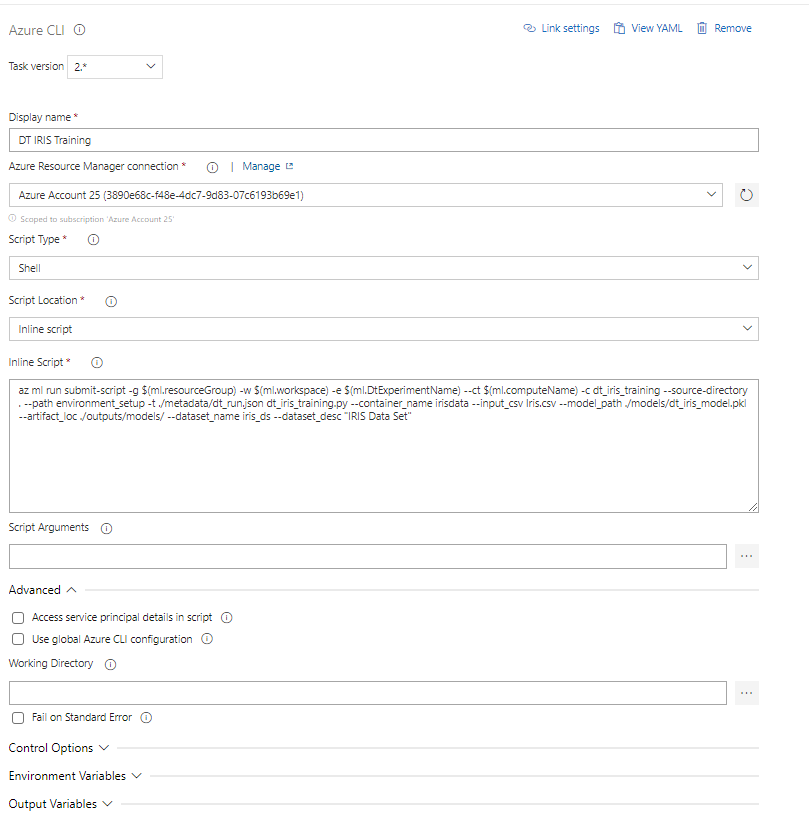 Azure CLI
Link settings View YAML Remove
Task version 2.*
Display name *
DT IRIS Training
Azure Resource Manager connection * | Manage
Azure Account 25 (3890e68c-f48e-4dc7-9d83-07c6193b69e1)
Scoped to subscription 'Azure Account 25'
Script Type *
Shell
Script Location *
Inline script
Inline Script *
az ml run submit-script -g $(ml.resourceGroup) -w $(ml.workspace) -e $(ml.DtExperimentName) --ct $(ml.computeName) -c dt_iris_training --source-directory
. --path environment_setup -t ./metadata/dt_run.json dt_iris_training.py --container_name irisdata --input_csv Iris.csv --model_path ./models/dt_iris_model.pkl
--artifact_loc ./outputs/models/ --dataset_name iris_ds --dataset_desc "IRIS Data Set"
Script Arguments
...
Advanced
Access service principal details in script
Use global Azure CLI configuration
Working Directory
...
Fail on Standard Error
Control Options
Environment Variables
Output Variables